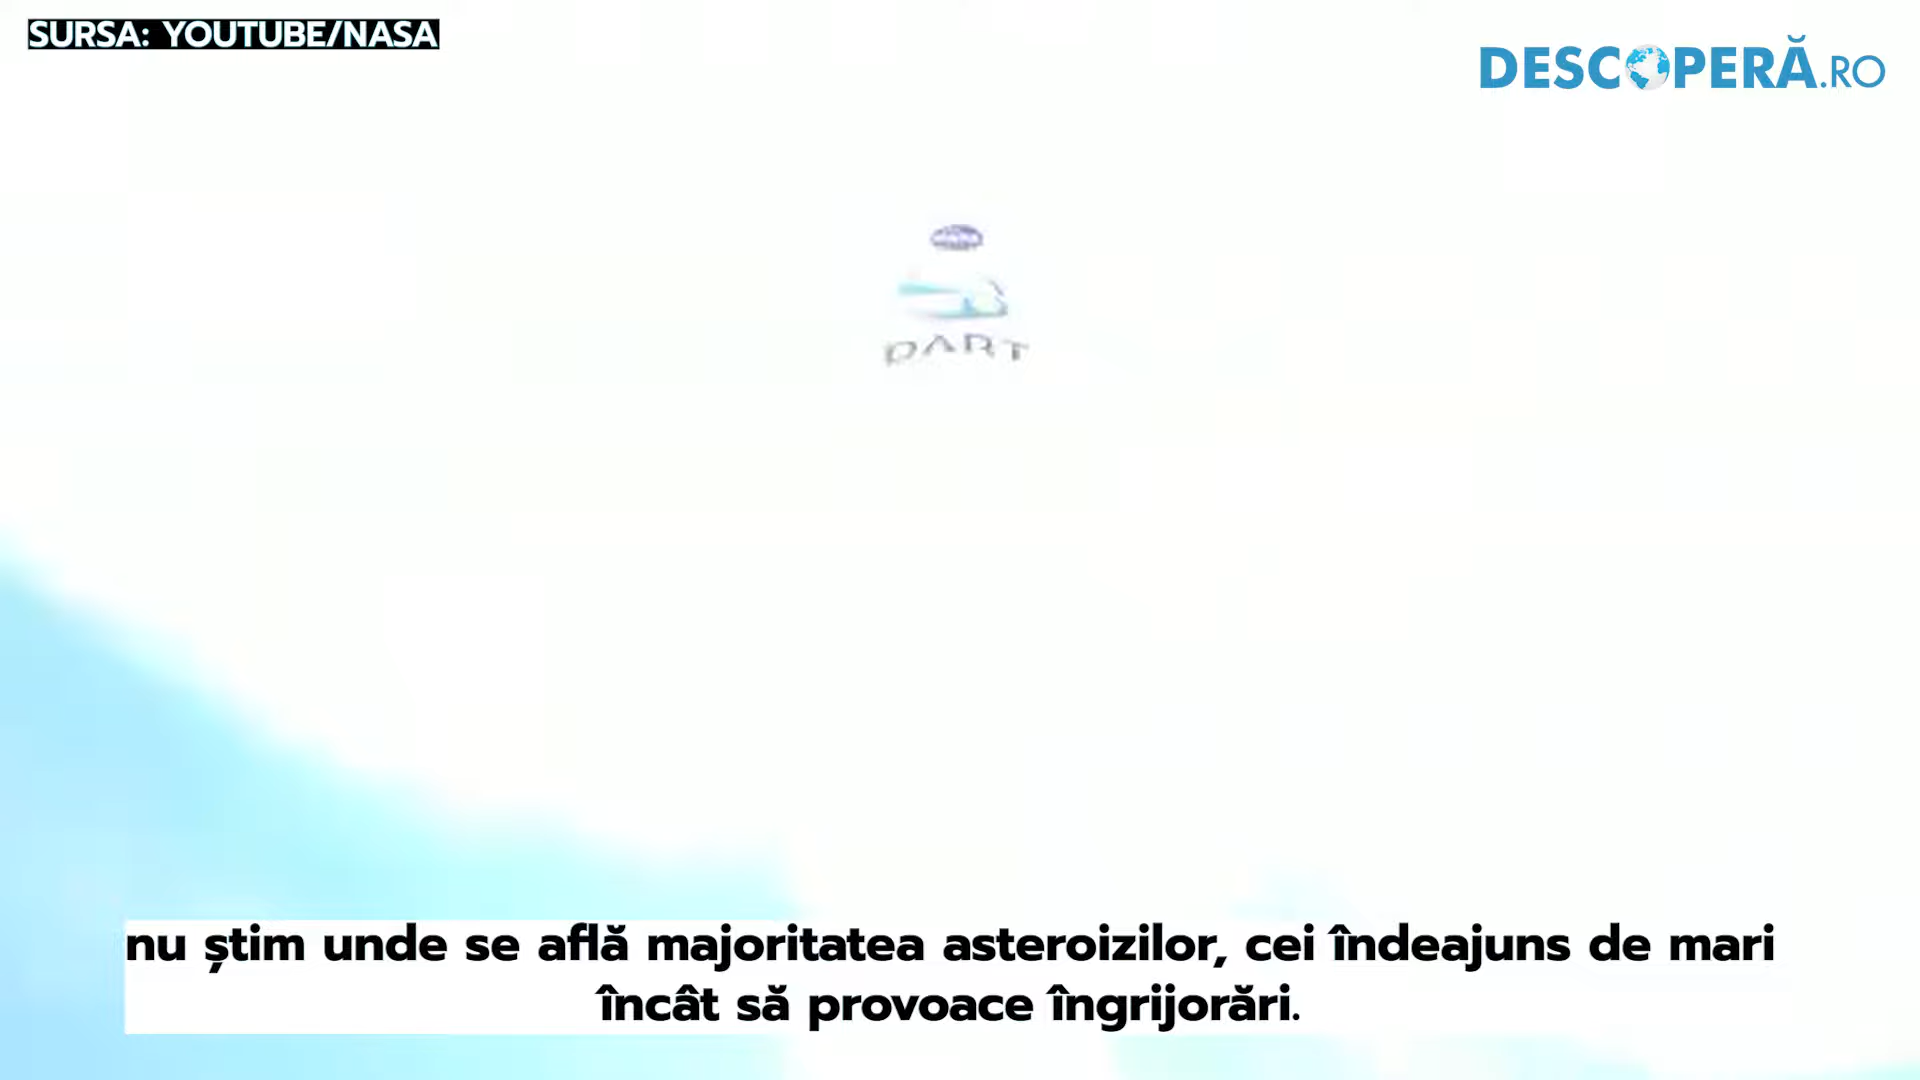 SURSA: YOUTUBE/NASA
DESCOPERĂ.RO
DART
nu știm unde se află majoritatea asteroizilor, cei îndeajuns de mari
încât să provoace îngrijorări.